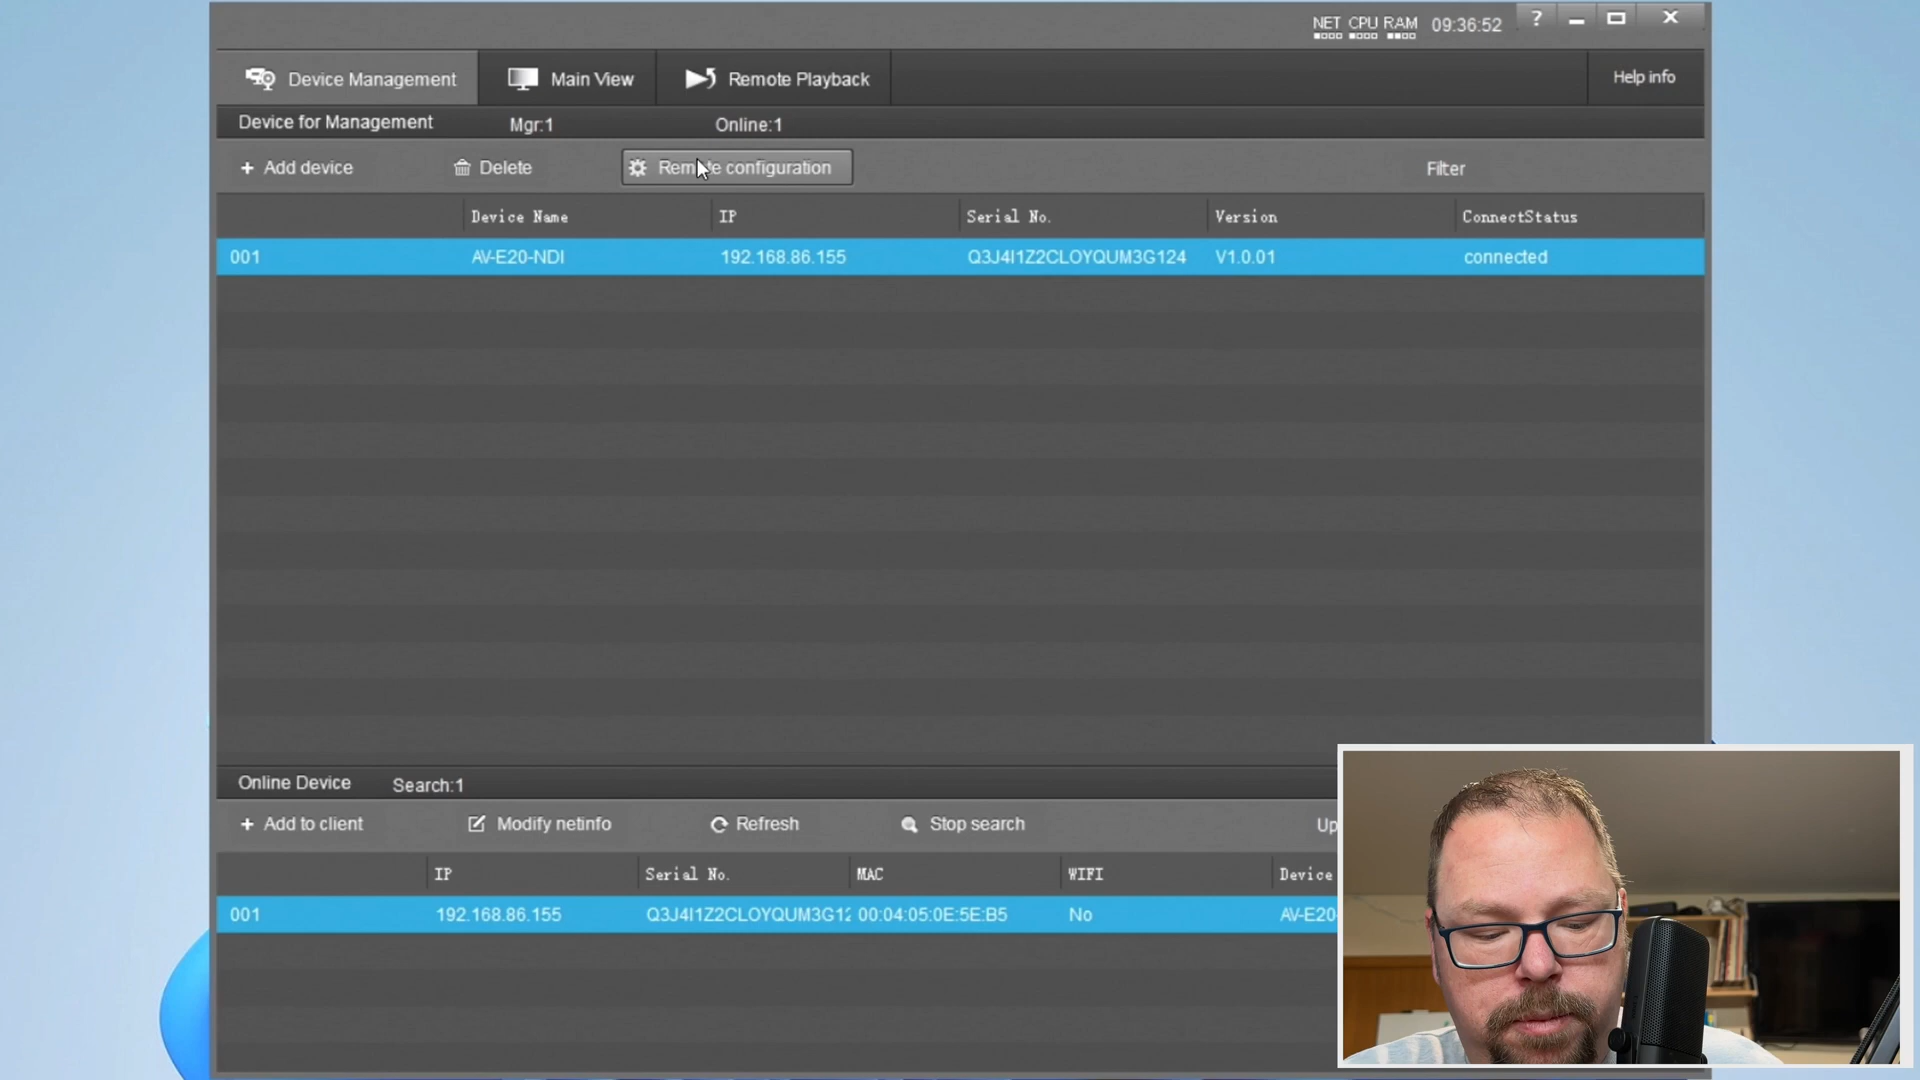 NET CPU RAM 09:36:52 ?
Device Management Main View Remote Playback Help info
Device for Management Mgr:1 Online:1
+ Add device Delete Remote configuration Filter
Device Name IP Serial No. Version ConnectStatus
001 AV-E20-NDI 192.168.86.155 Q3J4I1Z2CLOYQUM3G124 V1.0.01 connected
Online Device Search:1
+ Add to client Modify netinfo Refresh Stop search Up
IP Serial No. MAC WIFI Device
001 192.168.86.155 Q3J4I1Z2CLOYQUM3G12 00:04:05:0E:5E:B5 No AV-E20-